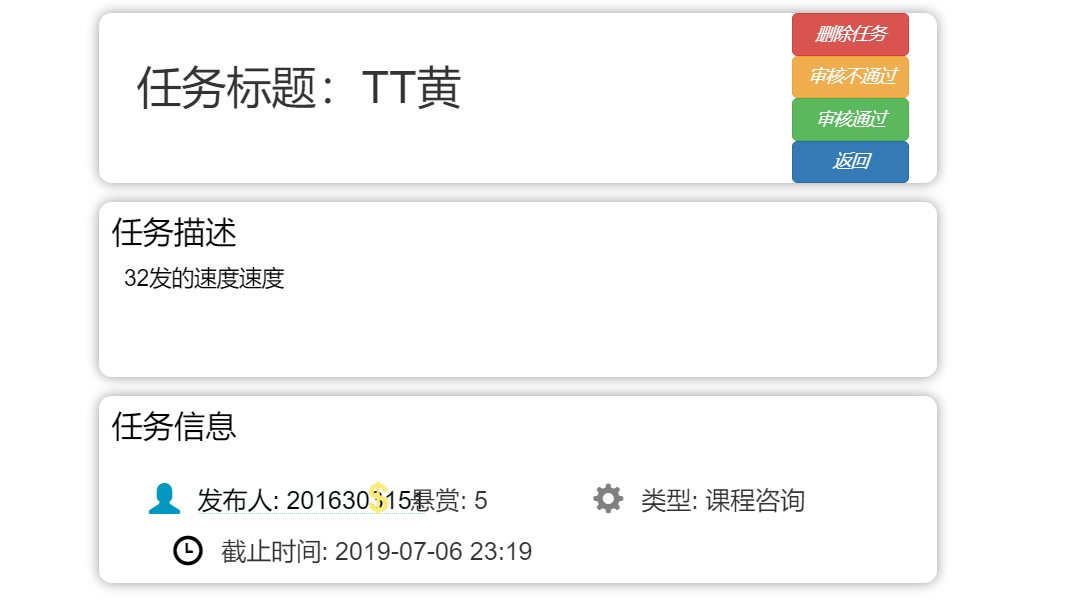 任务标题：TT黄
删除任务
审核不通过
审核通过
返回
任务描述
32发的速度速度
任务信息
发布人: 2016303151 悬赏: 5 类型: 课程咨询
截止时间: 2019-07-06 23:19